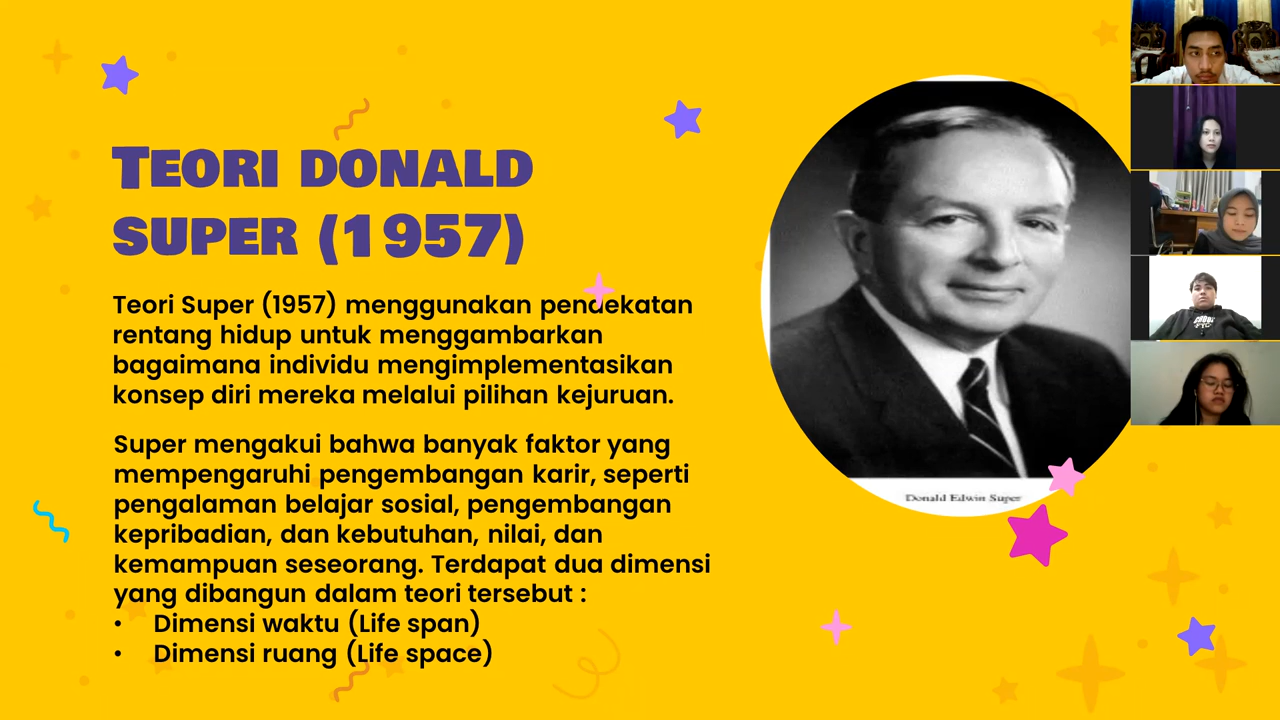 TEORI DONALD
SUPER (1957)
Teori Super (1957) menggunakan pendekatan
rentang hidup untuk menggambarkan
bagaimana individu mengimplementasikan
konsep diri mereka melalui pilihan kejuruan.
Super mengakui bahwa banyak faktor yang
mempengaruhi pengembangan karir, seperti
pengalaman belajar sosial, pengembangan
kepribadian, dan kebutuhan, nilai, dan
kemampuan seseorang. Terdapat dua dimensi
yang dibangun dalam teori tersebut :
• Dimensi waktu (Life span)
• Dimensi ruang (Life space)
Donald Edwin Super